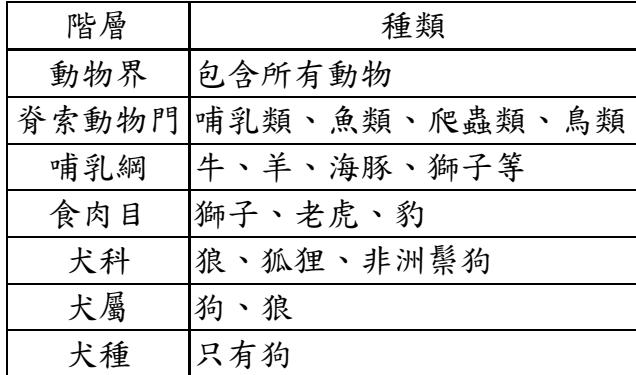 階層 種類
動物界 包含所有動物
脊索動物門 哺乳類、魚類、爬蟲類、鳥類
哺乳綱 牛、羊、海豚、獅子等
食肉目 獅子、老虎、豹
犬科 狼、狐狸、非洲鬃狗
犬屬 狗、狼
犬種 只有狗